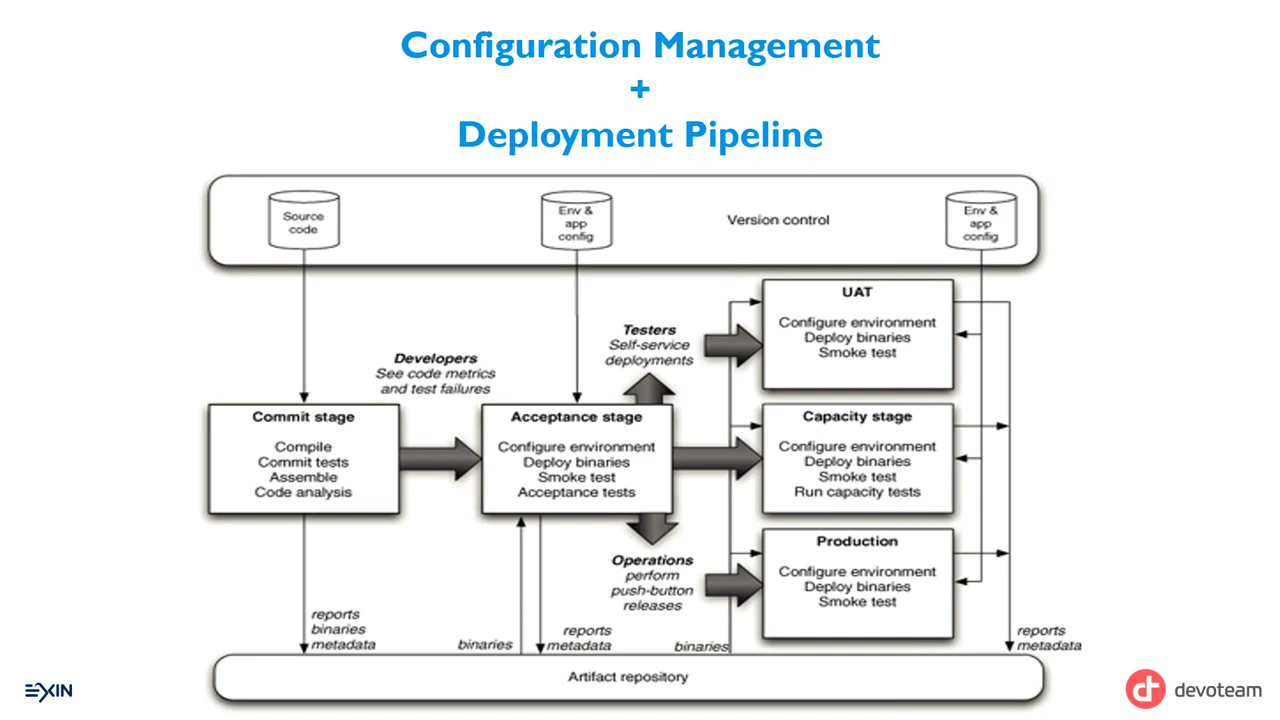 Configuration Management
+
Deployment Pipeline
Source
code
Env &
app
config
Version control
Env &
app
config
UAT
Configure environment
Deploy binaries
Smoke test
Testers
Self-service
deployments
Developers
See code metrics
and test failures
Commit stage
Compile
Commit tests
Assemble
Code analysis
Acceptance stage
Configure environment
Deploy binaries
Smoke test
Acceptance tests
Capacity stage
Configure environment
Deploy binaries
Smoke test
Run capacity tests
Operations
perform
push-button
releases
Production
Configure environment
Deploy binaries
Smoke test
reports
binaries
metadata
binaries
reports
metadata
binaries
reports
metadata
Artifact repository
EXIN
devoteam